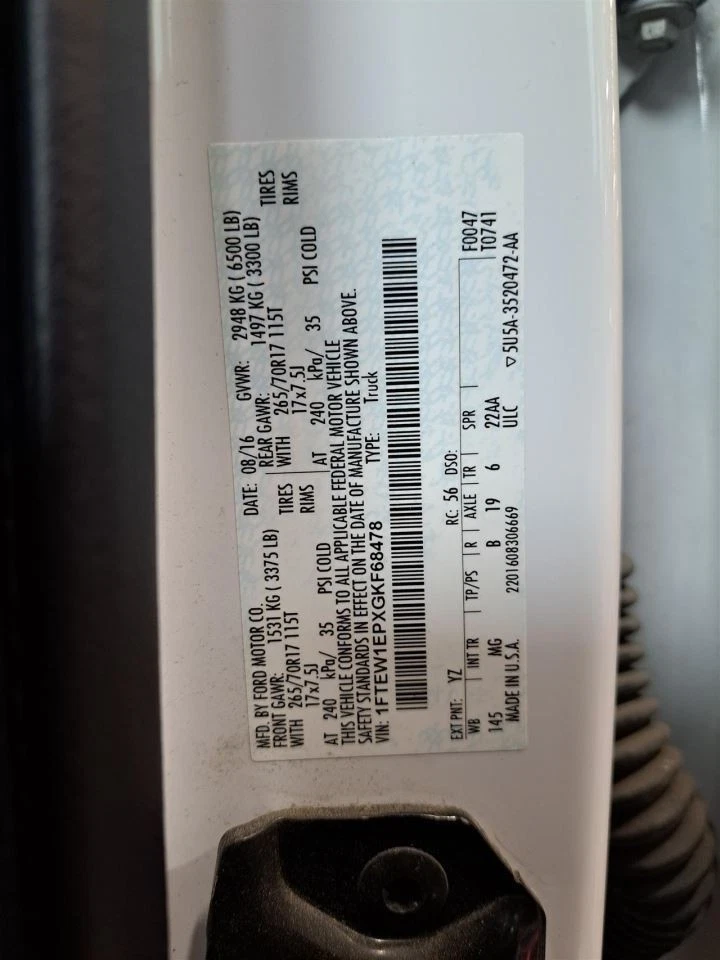 MFD. BY FORD MOTOR CO.
DATE: 08/16 GVWR: 2948 KG ( 6500 LB)
FRONT GAWR: 1531 KG ( 3375 LB) REAR GAWR: 1497 KG ( 3300 LB)
WITH 265/70R17 115T TIRES WITH 265/70R17 115T TIRES
17x7.5J RIMS 17x7.5J RIMS
AT 240 kPa/ 35 PSI COLD AT 240 kPa/ 35 PSI COLD
THIS VEHICLE CONFORMS TO ALL APPLICABLE FEDERAL MOTOR VEHICLE
SAFETY STANDARDS IN EFFECT ON THE DATE OF MANUFACTURE SHOWN ABOVE.
VIN: 1FTEW1EPXGKF68478 TYPE: Truck
EXT PNT: YZ RC: 56 DSO: F0047
WB INT TR TP/PS R AXLE TR SPR T0741
145 MG B 19 6 22AA
MADE IN U.S.A. 2201608306669 ULC ▽5U5A-3520472-AA